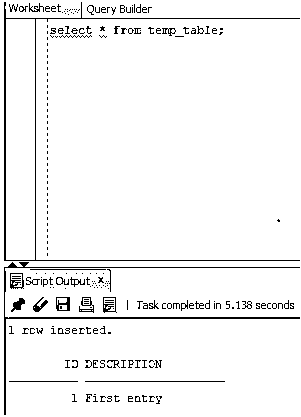 Worksheet Query Builder
select * from temp_table;
Script Output x
Task completed in 5.138 seconds
1 row inserted.
ID DESCRIPTION
1 First entry